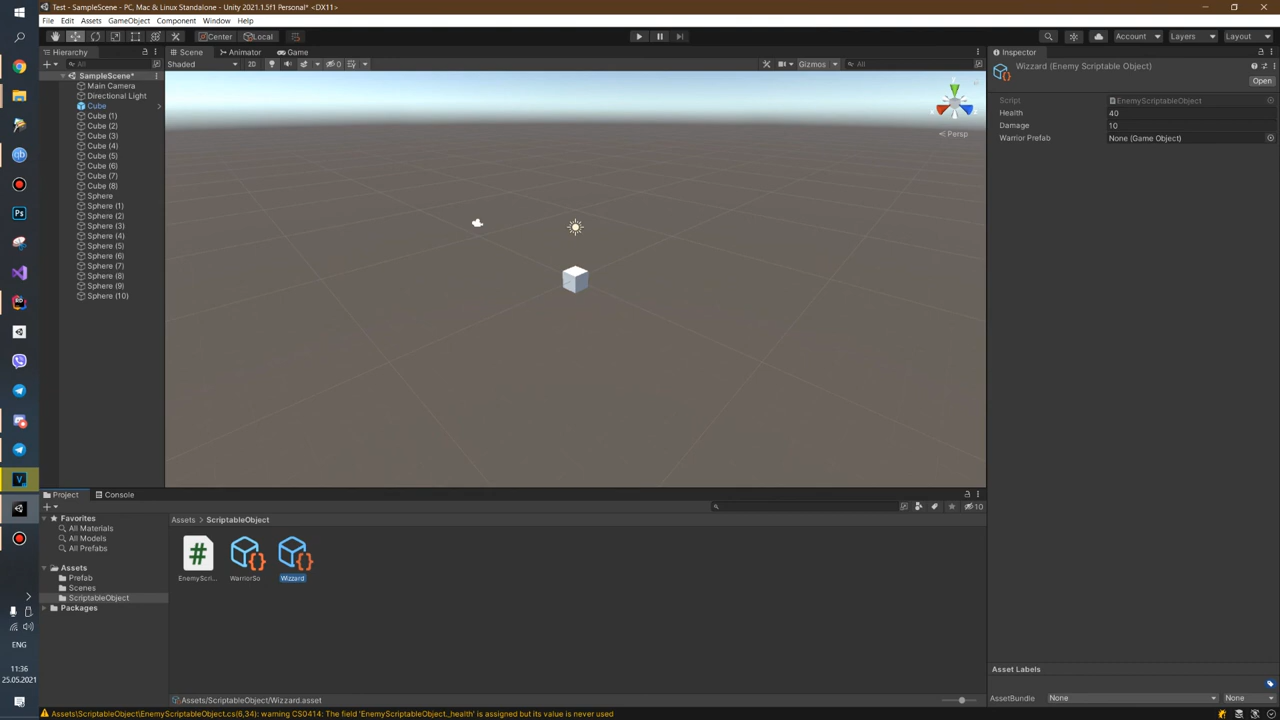 Test - SampleScene - PC, Mac & Linux Standalone - Unity 2021.1.5f1 Personal* <DX11>
File Edit Assets GameObject Component Window Help
Center Local Account Layers Layout
Hierarchy Scene Animator Game Inspector
All Shaded 2D 0 Gizmos All
Wizzard (Enemy Scriptable Object)
Open
SampleScene*
Main Camera
Directional Light
Cube
Cube (1)
Cube (2)
Cube (3)
Cube (4)
Cube (5)
Cube (6)
Cube (7)
Cube (8)
Sphere
Sphere (1)
Sphere (2)
Sphere (3)
Sphere (4)
Sphere (5)
Sphere (6)
Sphere (7)
Sphere (8)
Sphere (9)
Sphere (10)
y
Persp
Script EnemyScriptableObject
Health 40
Damage 10
Warrior Prefab None (Game Object)
Project Console
10
Favorites
All Materials
All Models
All Prefabs
Assets
Prefab
Scenes
ScriptableObject
Packages
Assets > ScriptableObject
EnemyScri... WarriorSo Wizzard
Assets/ScriptableObject/Wizzard.asset
Asset Labels
AssetBundle None None
Assets\ScriptableObject\EnemyScriptableObject.cs(6,34): warning CS0414: The field 'EnemyScriptableObject._health' is assigned but its value is never used
ENG
11:36
25.05.2021